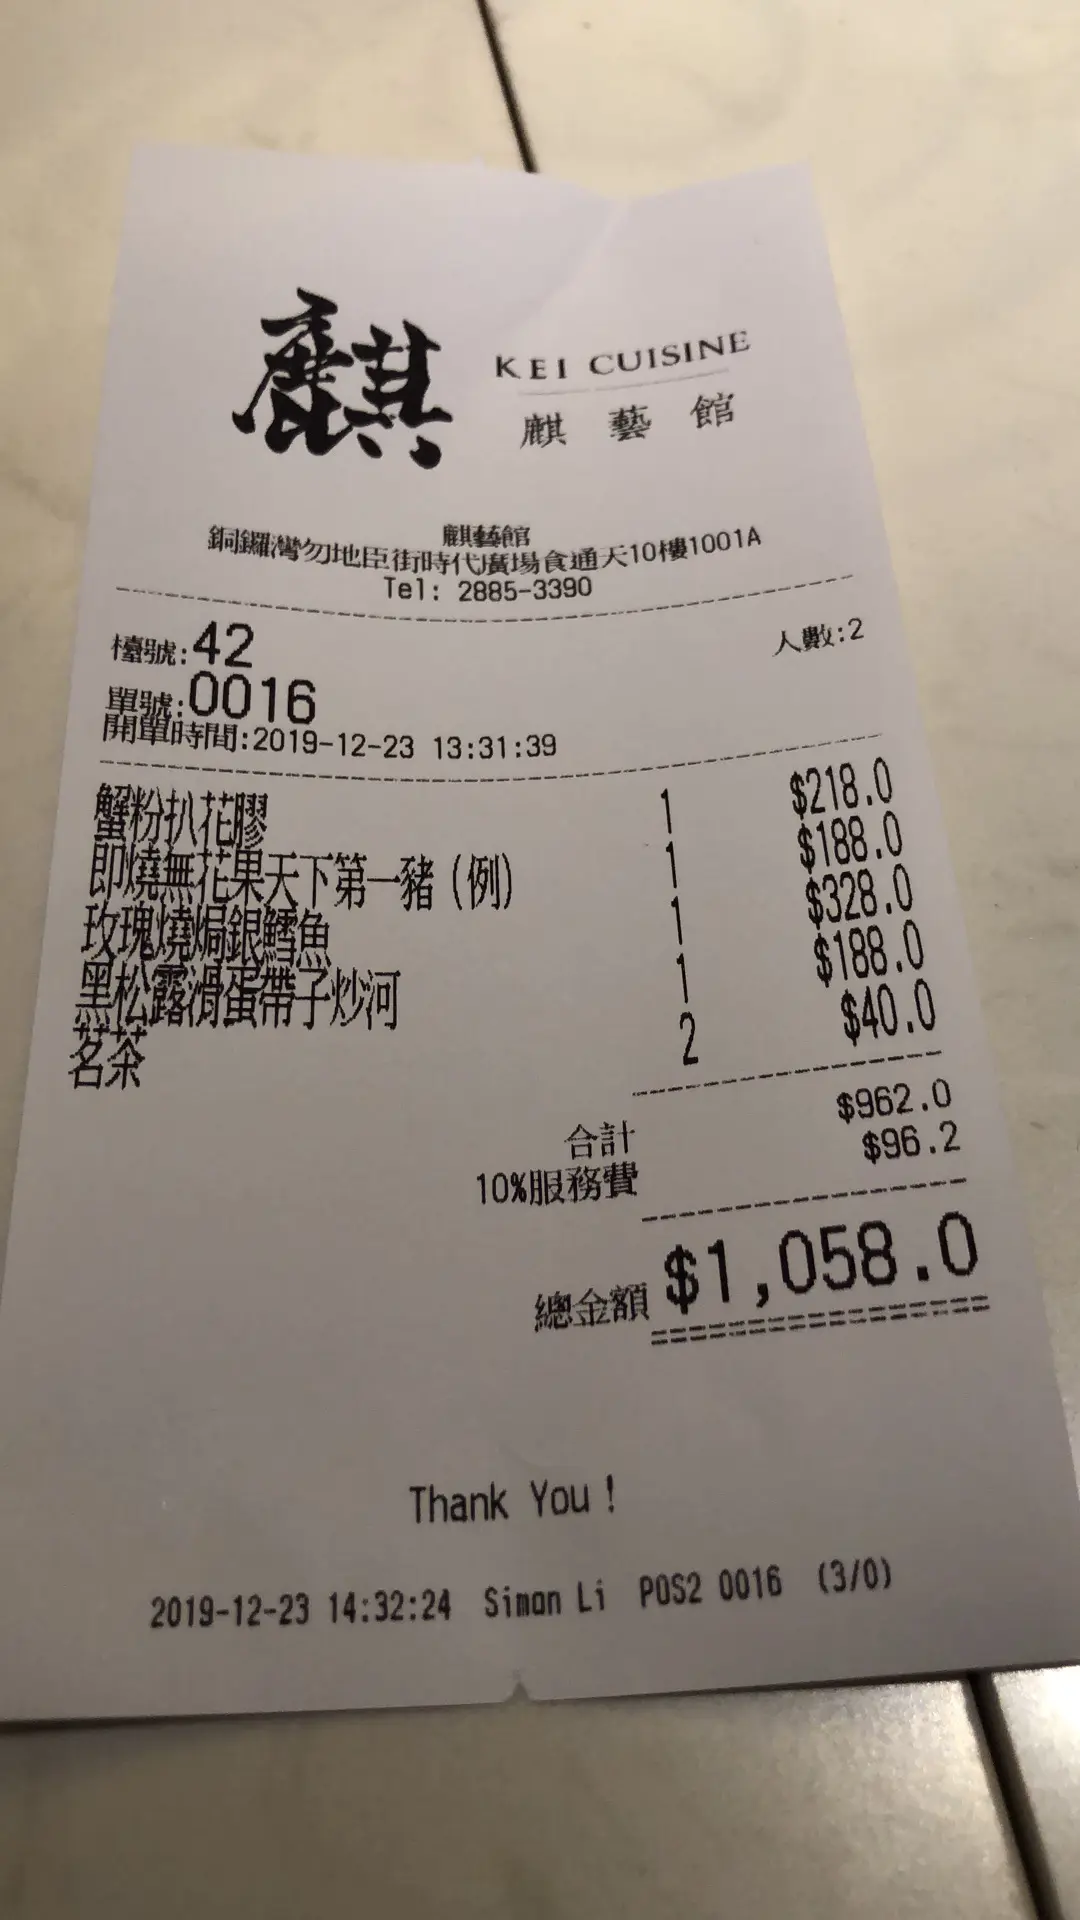 麒
KEI CUISINE
麒藝館
麒藝館
銅鑼灣勿地臣街時代廣場食通天10樓1001A
Tel: 2885-3390
檯號:42 人數:2
單號:0016
開單時間:2019-12-23 13:31:39
蟹粉扒花膠 1 $218.0
即燒無花果天下第一豬(例) 1 $188.0
玫瑰燒焗銀鱈魚 1 $328.0
黑松露滑蛋帶子炒河 1 $188.0
茗茶 2 $40.0
合計 $962.0
10%服務費 $96.2
總金額 $1,058.0
Thank You !
2019-12-23 14:32:24 Simon Li POS2 0016 (3/0)